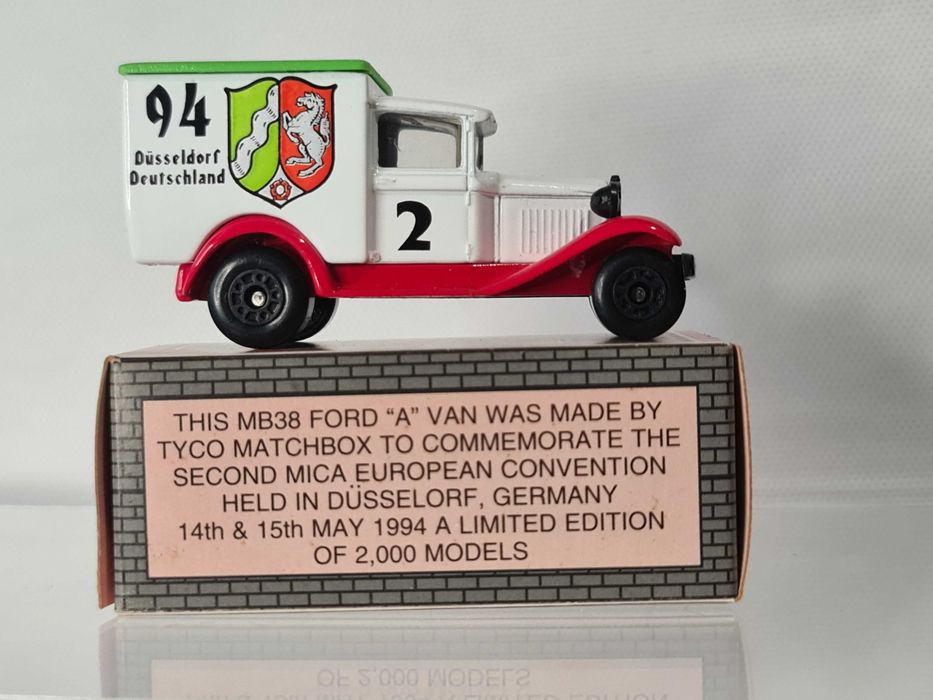 94
Düsseldorf
Deutschland
2
THIS MB38 FORD “A” VAN WAS MADE BY
TYCO MATCHBOX TO COMMEMORATE THE
SECOND MICA EUROPEAN CONVENTION
HELD IN DÜSSELORF, GERMANY
14th & 15th MAY 1994 A LIMITED EDITION
OF 2,000 MODELS